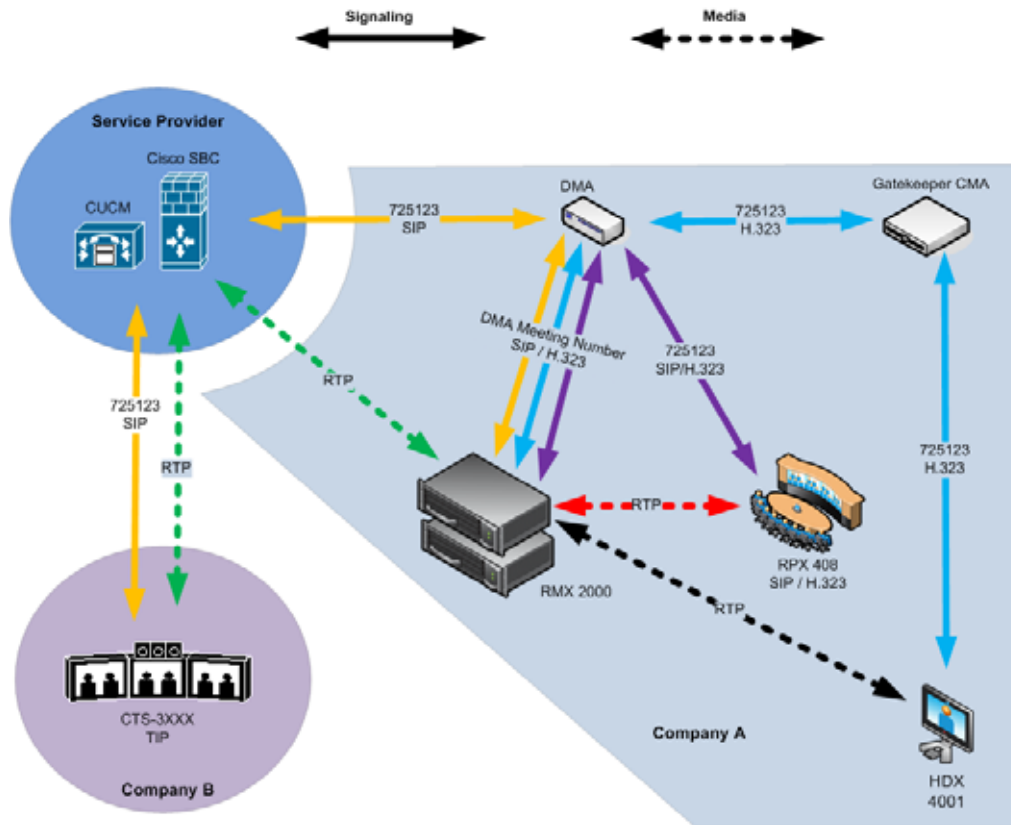 Signaling
Media
Service Provider
Cisco SBC
CUCM
DMA
Gatekeeper CMA
725123
SIP
725123
H.323
DMA Meeting Number
SIP / H.323
725123
SIP/H.323
RTP
725123
SIP
RTP
725123
H.323
RTP
RMX 2000
RPX 408
SIP / H.323
RTP
CTS-3XXX
TIP
Company B
Company A
HDX
4001